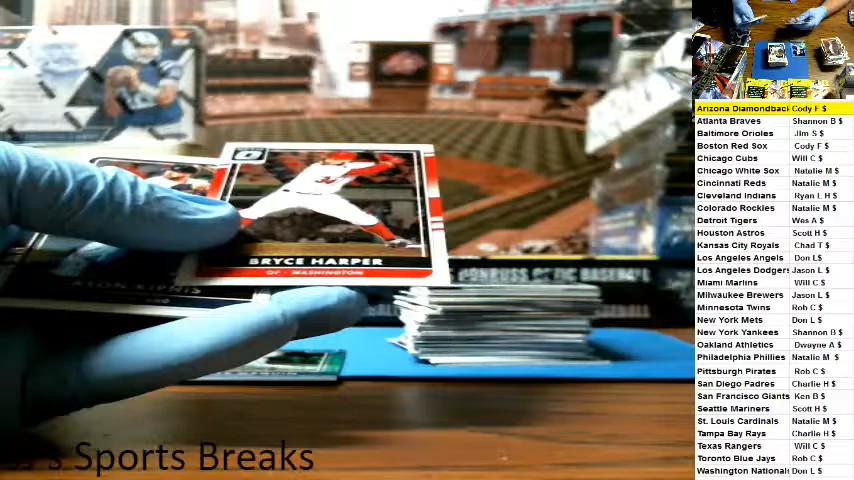 BRYCE HARPER
OF - WASHINGTON
DONRUSS OPTIC BASEBALL
's Sports Breaks
Arizona Diamondback Cody F $
Atlanta Braves Shannon B $
Baltimore Orioles Jim S $
Boston Red Sox Cody F $
Chicago Cubs Will C $
Chicago White Sox Natalie M $
Cincinnati Reds Natalie M $
Cleveland Indians Ryan L H $
Colorado Rockies Natalie M $
Detroit Tigers Wes A $
Houston Astros Scott H $
Kansas City Royals Chad T $
Los Angeles Angels Don L $
Los Angeles Dodgers Jason L $
Miami Marlins Will C $
Milwaukee Brewers Jason L $
Minnesota Twins Rob C $
New York Mets Don L $
New York Yankees Shannon B $
Oakland Athletics Dwayne A $
Philadelphia Phillies Natalie M $
Pittsburgh Pirates Rob C $
San Diego Padres Charlie H $
San Francisco Giants Ken B $
Seattle Mariners Scott H $
St. Louis Cardinals Natalie M $
Tampa Bay Rays Charlie H $
Texas Rangers Will C $
Toronto Blue Jays Rob C $
Washington Nationals Don L $